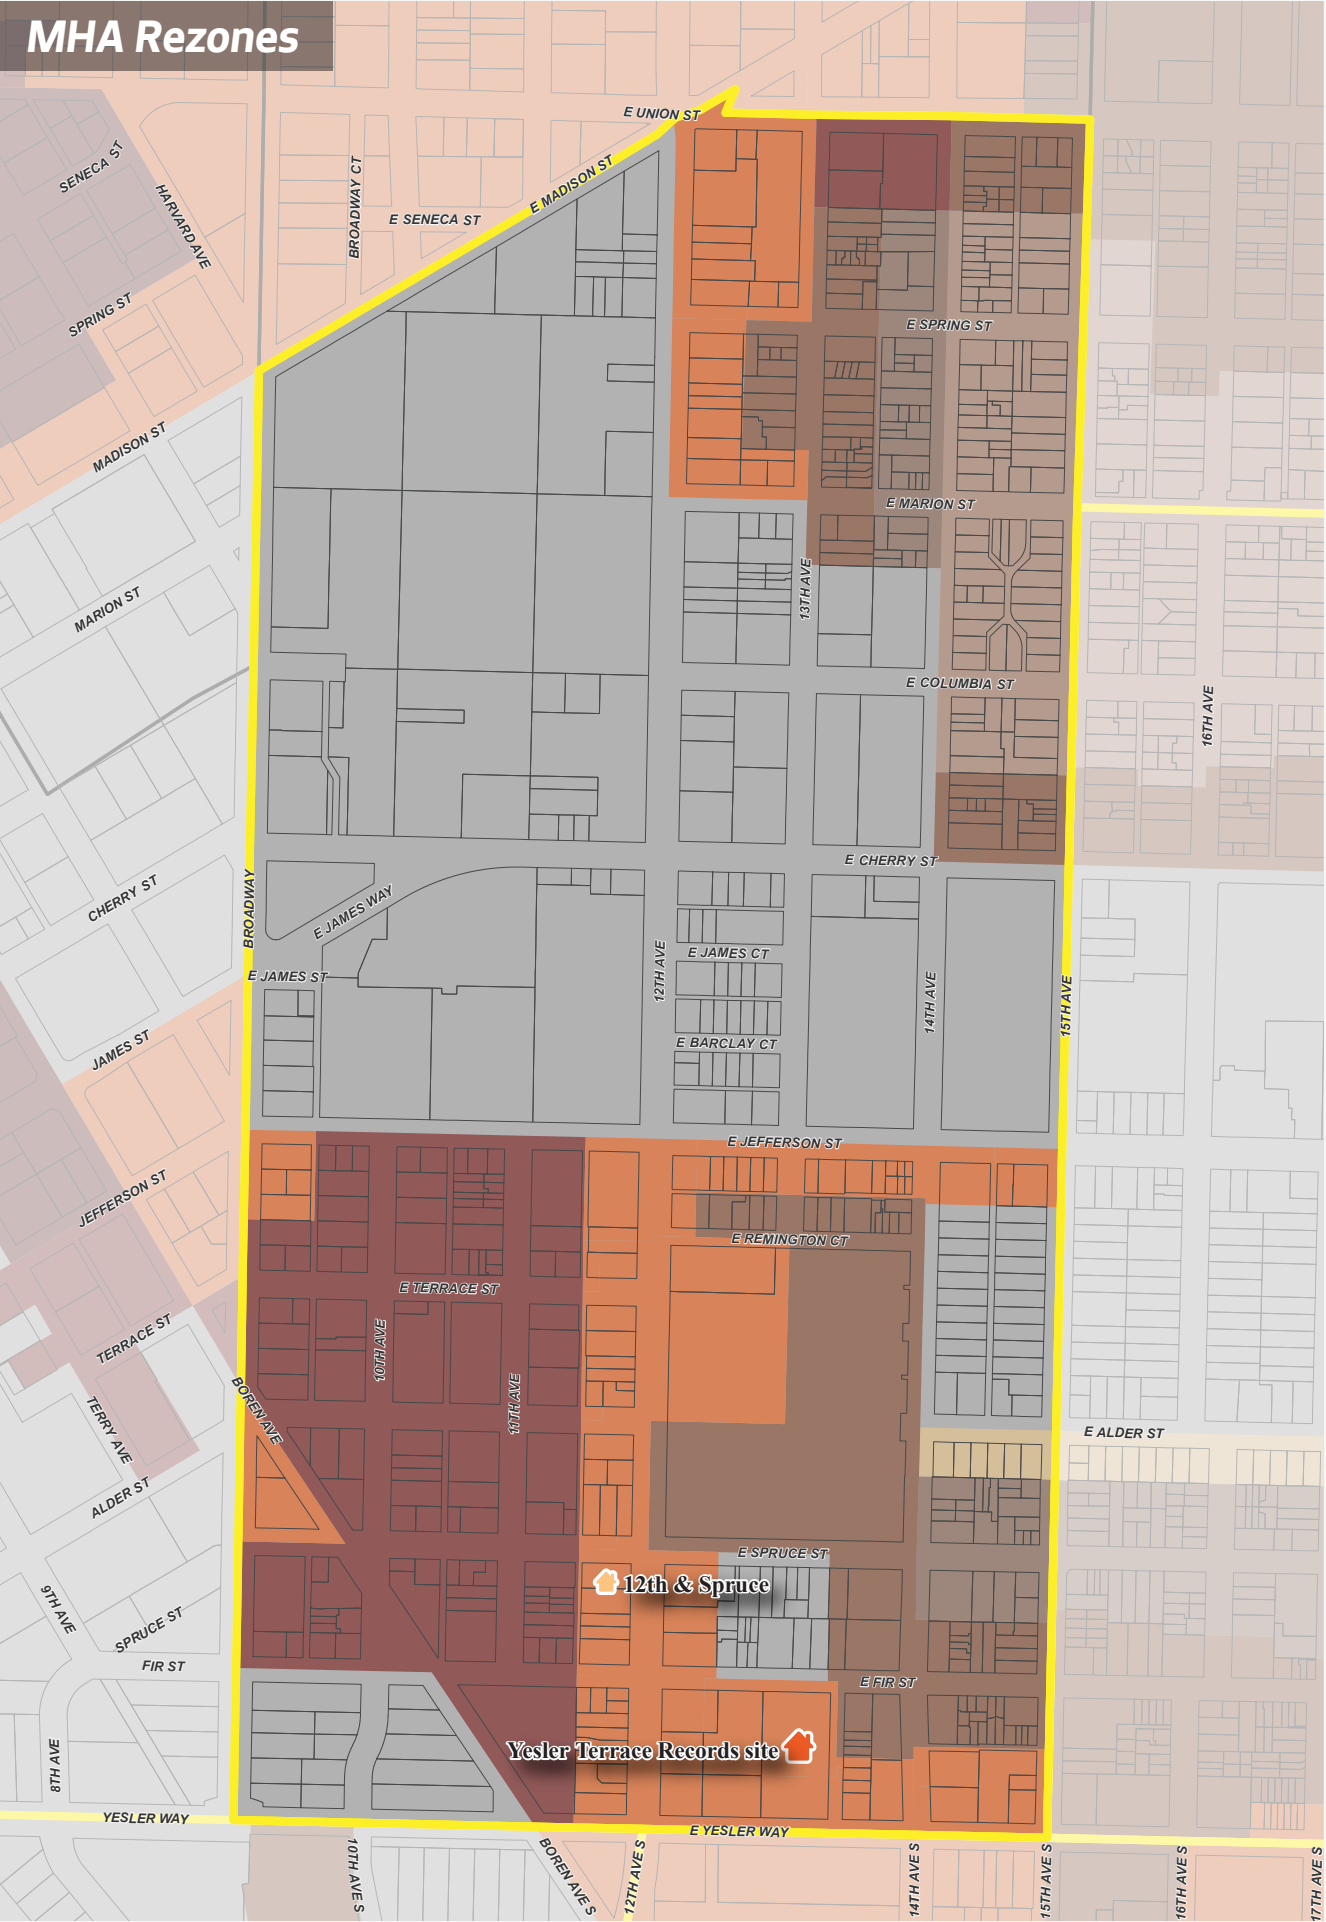 MHA Rezones
E UNION ST
SENECA ST
E MADISON ST
BROADWAY CT
HARVARD AVE
E SENECA ST
SPRING ST
E SPRING ST
MADISON ST
E MARION ST
13TH AVE
MARION ST
E COLUMBIA ST
16TH AVE
E CHERRY ST
CHERRY ST
BROADWAY
E JAMES WAY
E JAMES CT
E JAMES ST
12TH AVE
14TH AVE
15TH AVE
JAMES ST
E BARCLAY CT
E JEFFERSON ST
JEFFERSON ST
E REMINGTON CT
E TERRACE ST
TERRACE ST
10TH AVE
11TH AVE
BOREN AVE
TERRY AVE
E ALDER ST
ALDER ST
E SPRUCE ST
12th & Spruce
9TH AVE
SPRUCE ST
FIR ST
E FIR ST
Yesler Terrace Records site
8TH AVE
YESLER WAY
E YESLER WAY
10TH AVE S
BOREN AVE S
12TH AVE S
14TH AVE S
15TH AVE S
16TH AVE S
17TH AVE S